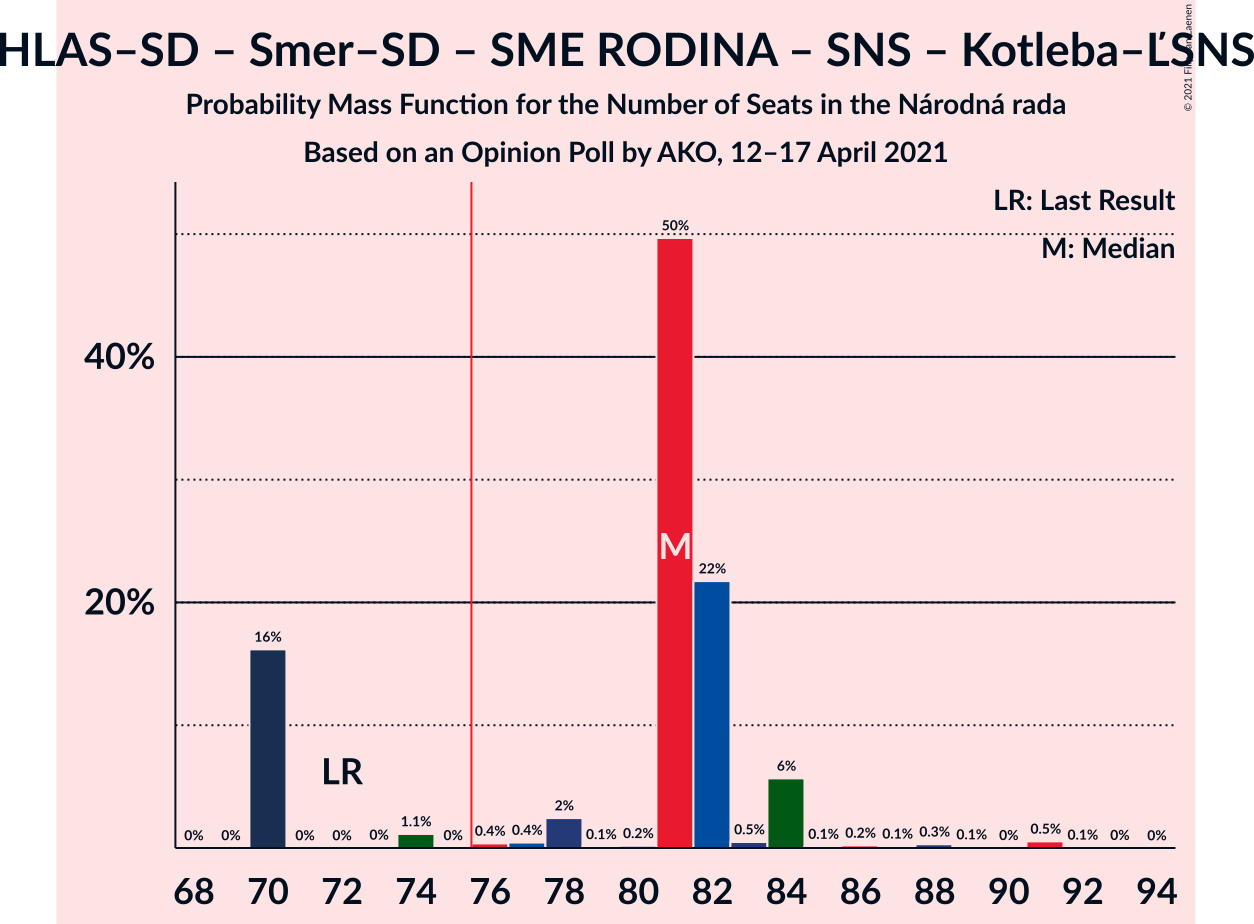 HLAS–SD – Smer–SD – SME RODINA – SNS – Kotleba–ĽSNS
Probability Mass Function for the Number of Seats in the Národná rada
Based on an Opinion Poll by AKO, 12–17 April 2021
© 2021
LR: Last Result
M: Median
50%
40%
M
22%
20%
16%
LR
6%
2%
1.1%
0% 0% 0% 0% 0% 0% 0.4% 0.4% 0.1% 0.2% 0.5% 0.1% 0.2% 0.1% 0.3% 0.1% 0% 0.5% 0.1% 0% 0%
68 70 72 74 76 78 80 82 84 86 88 90 92 94